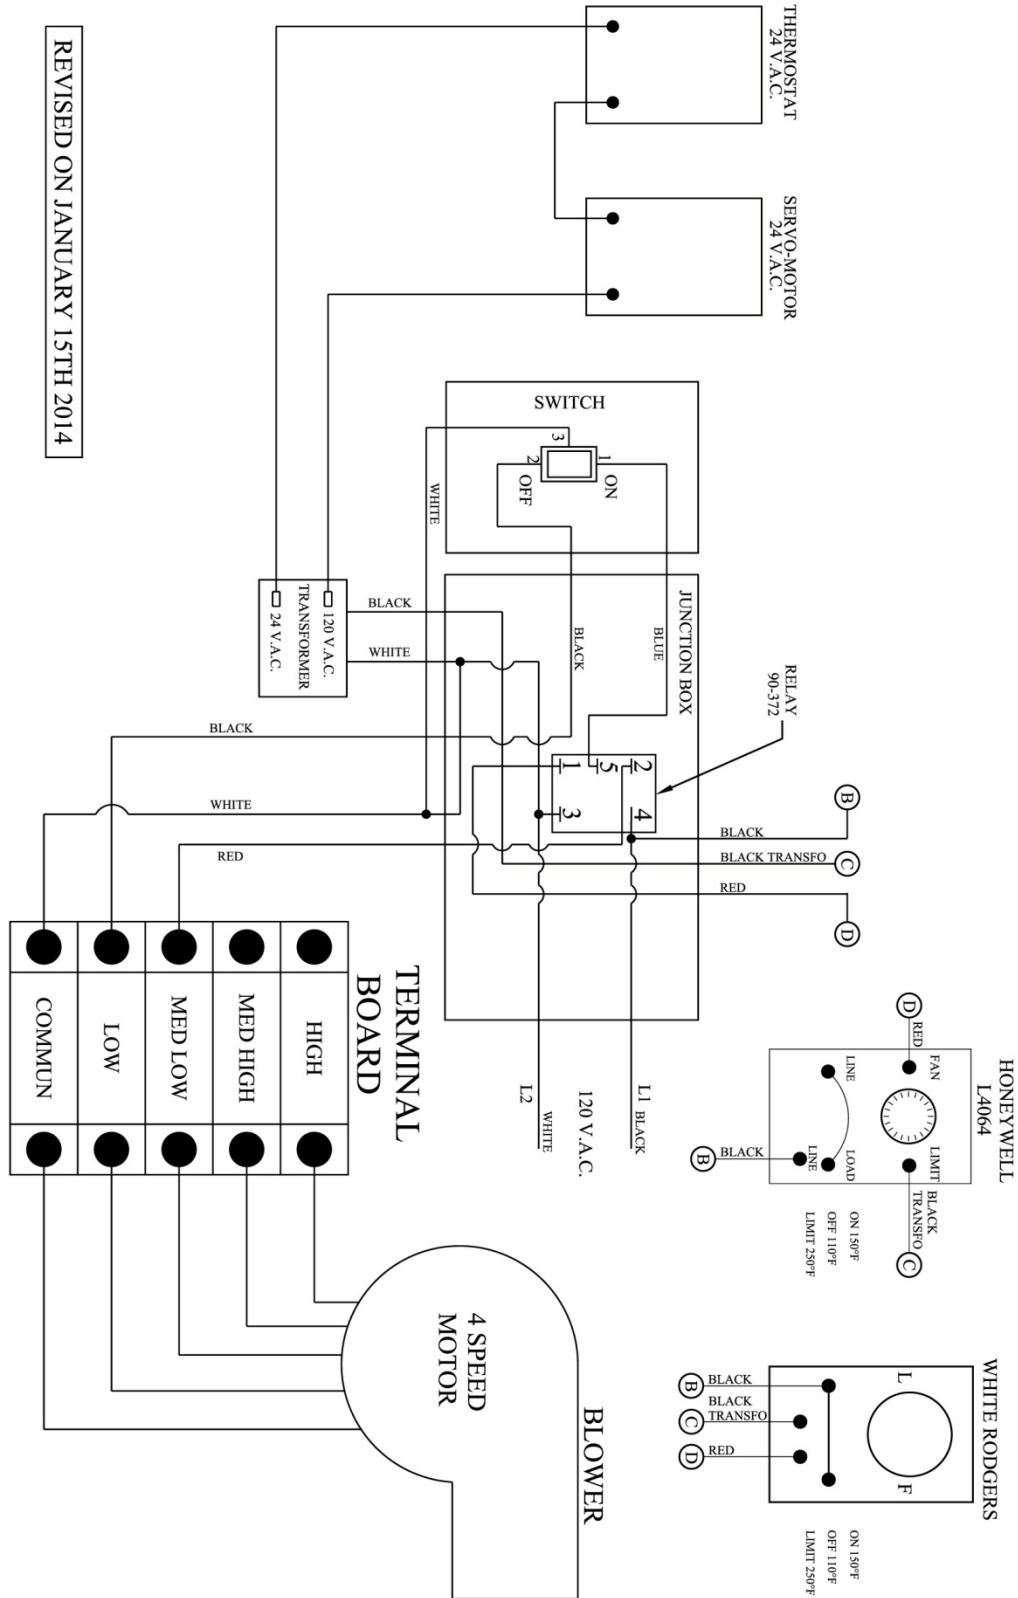 THERMOSTAT
24 V.A.C.
SERVO-MOTOR
24 V.A.C.
RELAY
90-372
B
C
D
HONEYWELL
L4064
D
RED
FAN
LIMIT
BLACK
TRANSFO
C
LINE
LOAD
LINE
BLACK
B
ON 150°F
OFF 110°F
LIMIT 250°F
WHITE RODGERS
L
F
B
BLACK
C
BLACK
TRANSFO
D
RED
ON 150°F
OFF 110°F
LIMIT 250°F
SWITCH
3
1
2
ON
OFF
WHITE
JUNCTION BOX
BLUE
BLACK
2
4
5
1
3
BLACK
BLACK TRANSFO
RED
L1
BLACK
120 V.A.C.
L2
WHITE
120 V.A.C.
TRANSFORMER
24 V.A.C.
BLACK
WHITE
BLACK
WHITE
RED
TERMINAL
BOARD
HIGH
MED HIGH
MED LOW
LOW
COMMUN
BLOWER
4 SPEED
MOTOR
REVISED ON JANUARY 15TH 2014